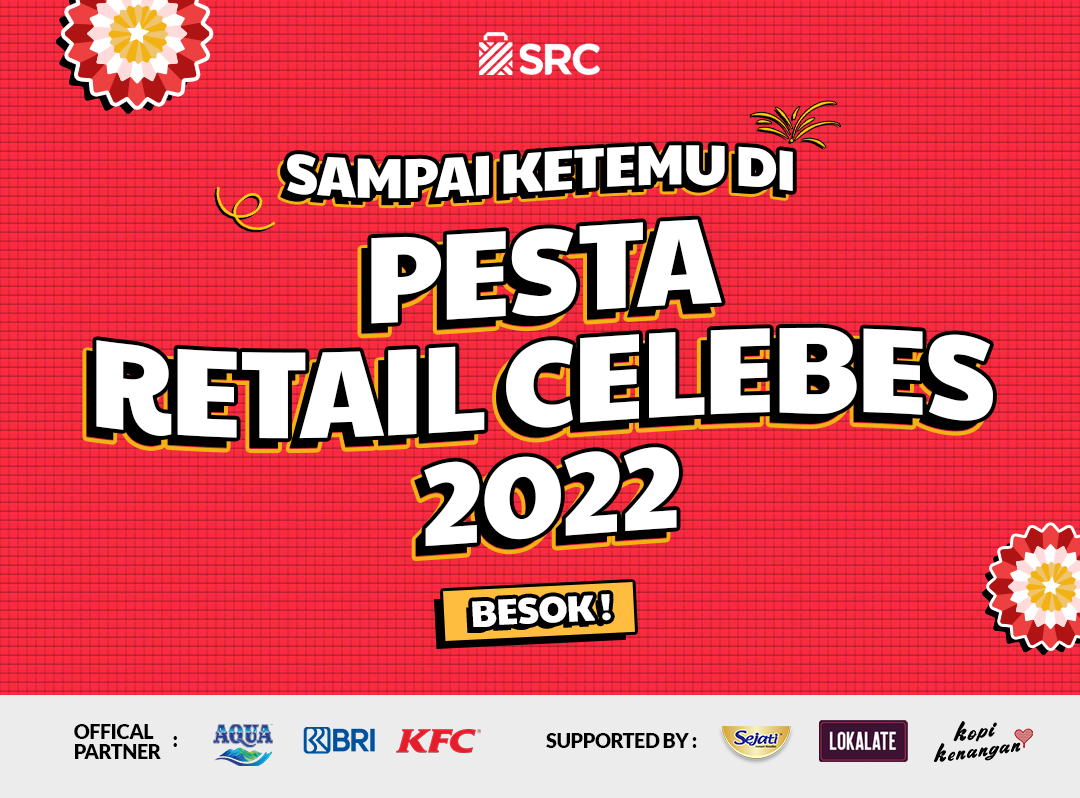 SRC
SAMPAI KETEMU DI
PESTA
RETAIL CELEBES
2022
BESOK!
OFFICAL
PARTNER :
AQUA
BRI
KFC
SUPPORTED BY :
Sejati
LOKALATE
kopi
kenangan